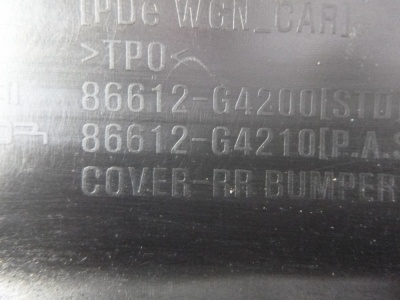 [PDe WGN_CAR]
>TPO<
86612-G4200[STD
86612-G4210[P.A.S
COVER-RR BUMPER